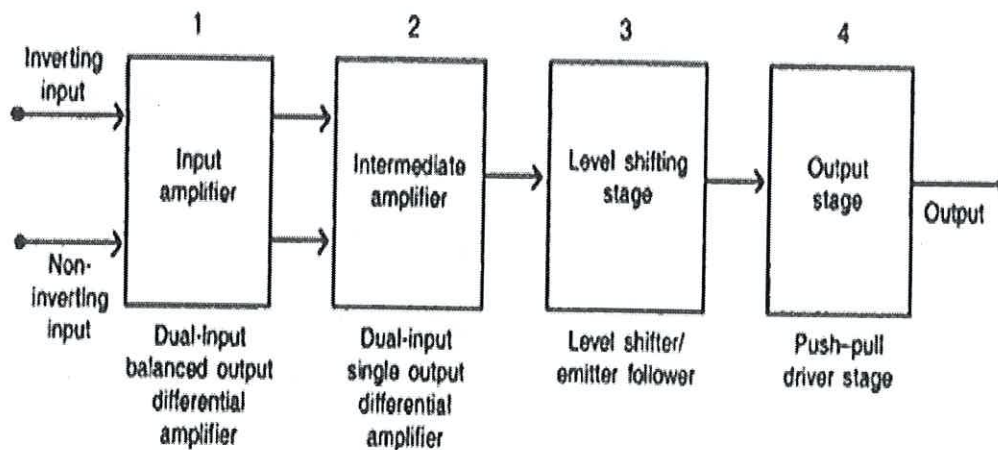 1
2
3
4
Inverting
input
Non-
inverting
input
Input
amplifier
Intermediate
amplifier
Level shifting
stage
Output
stage
Output
Dual-input
balanced output
differential
amplifier
Dual-input
single output
differential
amplifier
Level shifter/
emitter follower
Push-pull
driver stage